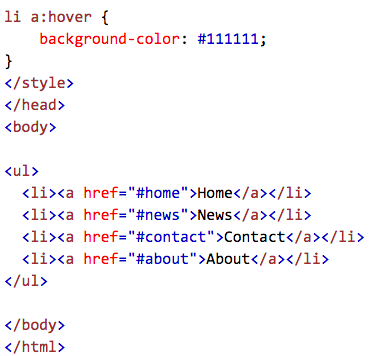 li a:hover {
    background-color: #111111;
}
</style>
</head>
<body>

<ul>
  <li><a href="#home">Home</a></li>
  <li><a href="#news">News</a></li>
  <li><a href="#contact">Contact</a></li>
  <li><a href="#about">About</a></li>
</ul>

</body>
</html>